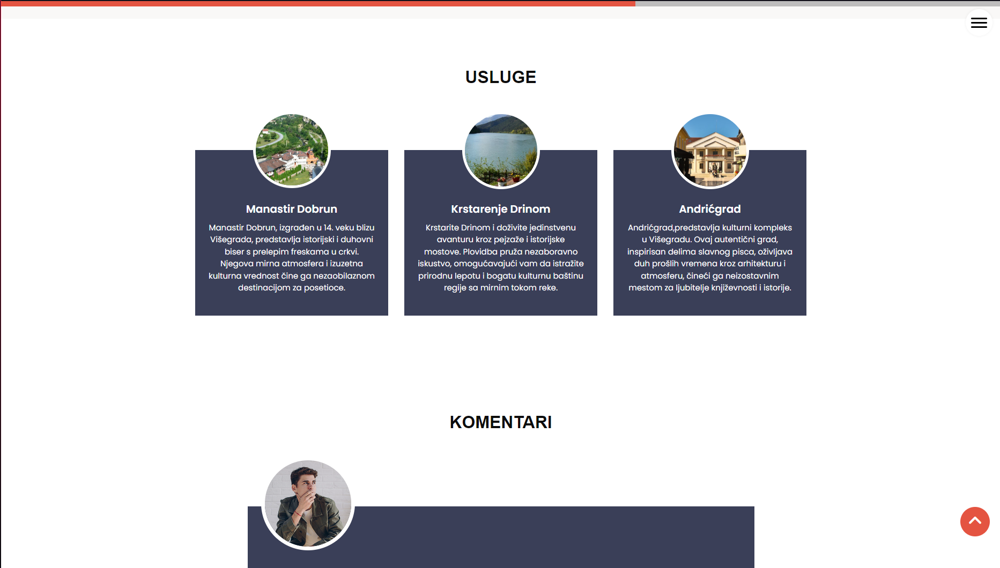 USLUGE
Manastir Dobrun
Manastir Dobrun, izgrađen u 14. veku blizu
Višegrada, predstavlja istorijski i duhovni
biser s prelepim freskama u crkvi.
Njegova mirna atmosfera i izuzetna
kulturna vrednost čine ga nezaobilaznom
destinacijom za posetioce.
Krstarenje Drinom
Krstarite Drinom i doživite jedinstvenu
avanturu kroz pejzaže i istorijske
mostove. Plovidba pruža nezaboravno
iskustvo, omogućavajući vam da istražite
prirodnu lepotu i bogatu kulturnu baštinu
regije sa mirnim tokom reke.
Andrićgrad
Andrićgrad,predstavlja kulturni kompleks
u Višegradu. Ovaj autentični grad,
inspirisan delima slavnog pisca, oživljava
duh prošlih vremena kroz arhitekturu i
atmosferu, čineći ga neizostavnim
mestom za ljubitelje književnosti i istorije.
KOMENTARI